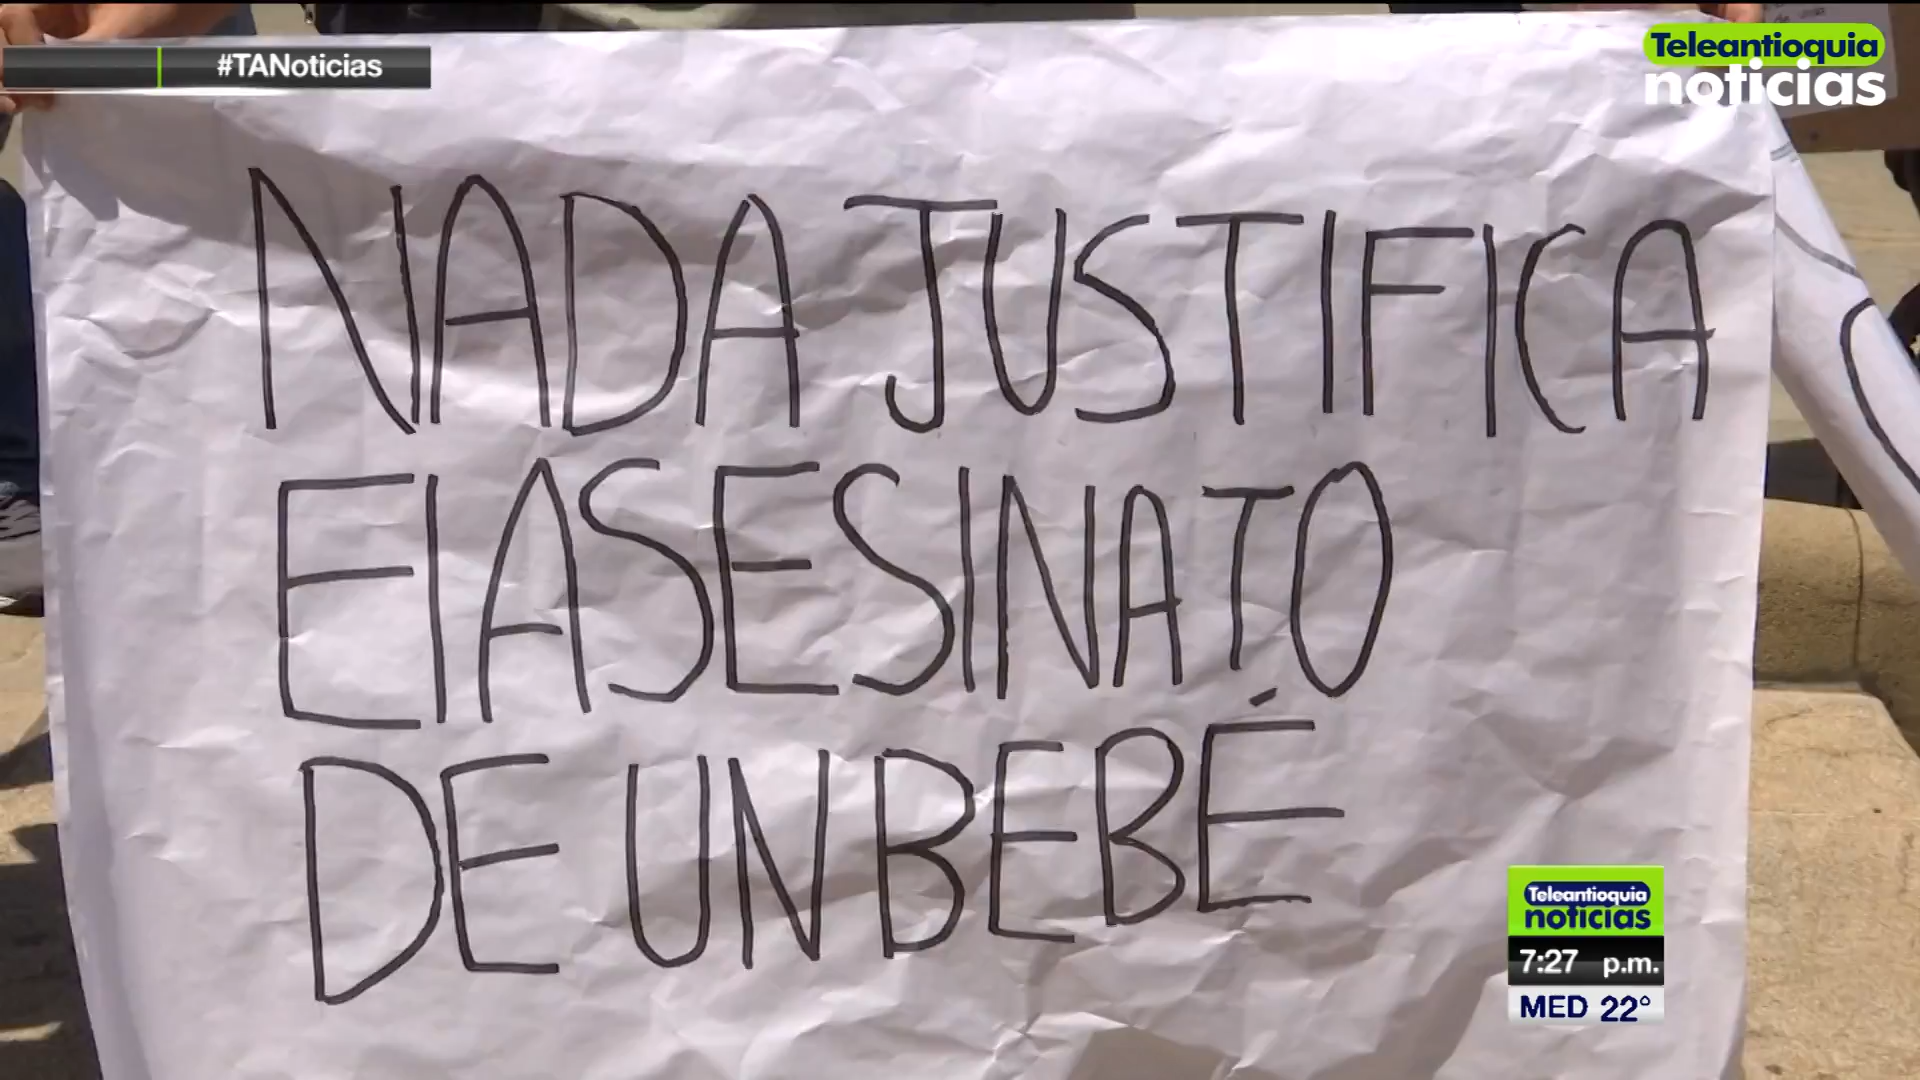 #TANoticias
Teleantioquia
noticias
NADA JUSTIFICA
El ASESINATO
DE UN BEBÉ
Teleantioquia
noticias
7:27 p.m.
MED 22°